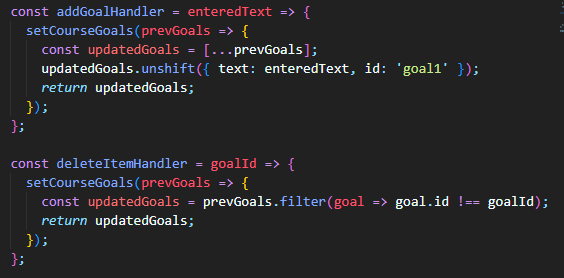 const addGoalHandler = enteredText => {
  setCourseGoals(prevGoals => {
    const updatedGoals = [...prevGoals];
    updatedGoals.unshift({ text: enteredText, id: 'goal1' });
    return updatedGoals;
  });
};

const deleteItemHandler = goalId => {
  setCourseGoals(prevGoals => {
    const updatedGoals = prevGoals.filter(goal => goal.id !== goalId);
    return updatedGoals;
  });
};